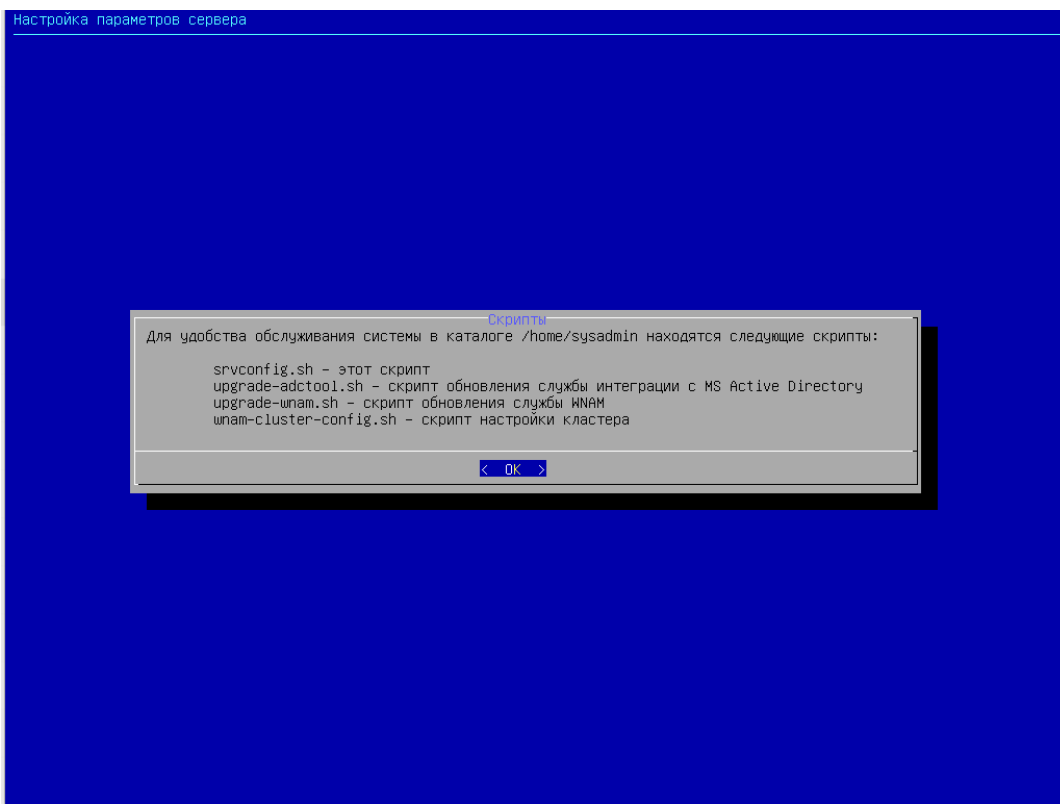 Настройка параметров сервера
Скрипты
Для удобства обслуживания системы в каталоге /home/sysadmin находятся следующие скрипты:
srvconfig.sh – этот скрипт
upgrade-adctool.sh – скрипт обновления службы интеграции с MS Active Directory
upgrade-wnam.sh – скрипт обновления службы WNAM
wnam-cluster-config.sh – скрипт настройки кластера
< OK >